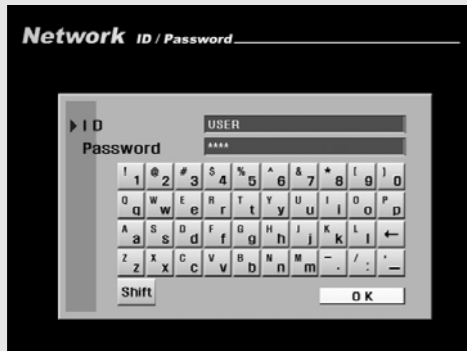 Network ID / Password
ID USER
Password ****
! 1 @ 2 # 3 $ 4 % 5 ^ 6 & 7 * 8 ( 9 ) 0
Q q W w E e R r T t Y y U u I i O o P p
A a S s D d F f G g H h J j K k L l ←
Z z X x C c V v B b N n M m - . / : ' _
Shift OK